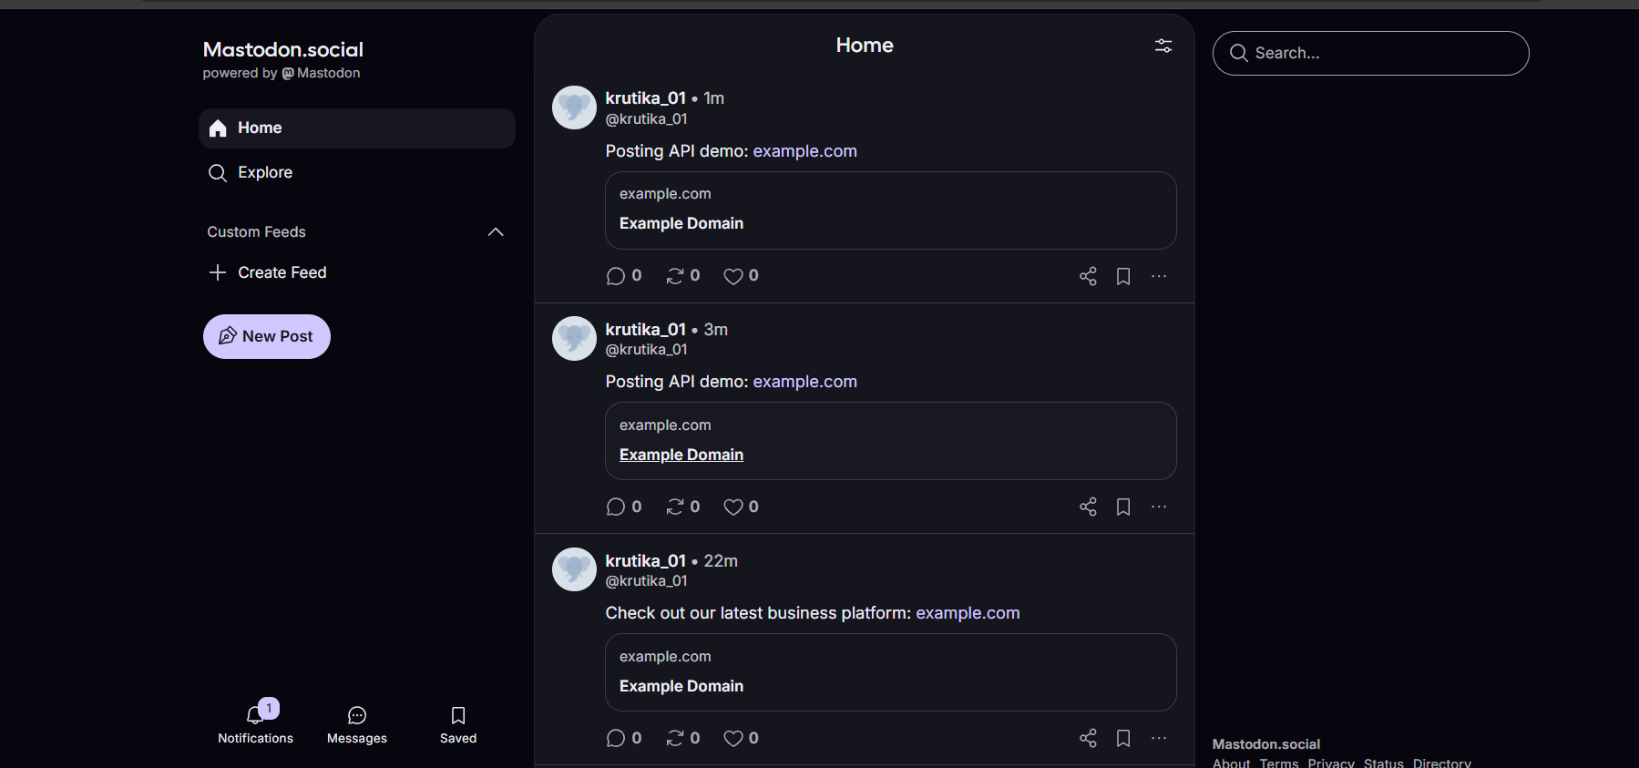 Mastodon.social
powered by Mastodon
Home
Explore
Custom Feeds
Create Feed
New Post
1
Notifications
Messages
Saved
Home
krutika_01 • 1m
@krutika_01
Posting API demo: example.com
example.com
Example Domain
0 0 0
krutika_01 • 3m
@krutika_01
Posting API demo: example.com
example.com
Example Domain
0 0 0
krutika_01 • 22m
@krutika_01
Check out our latest business platform: example.com
example.com
Example Domain
0 0 0
Search...
Mastodon.social
About Terms Privacy Status Directory